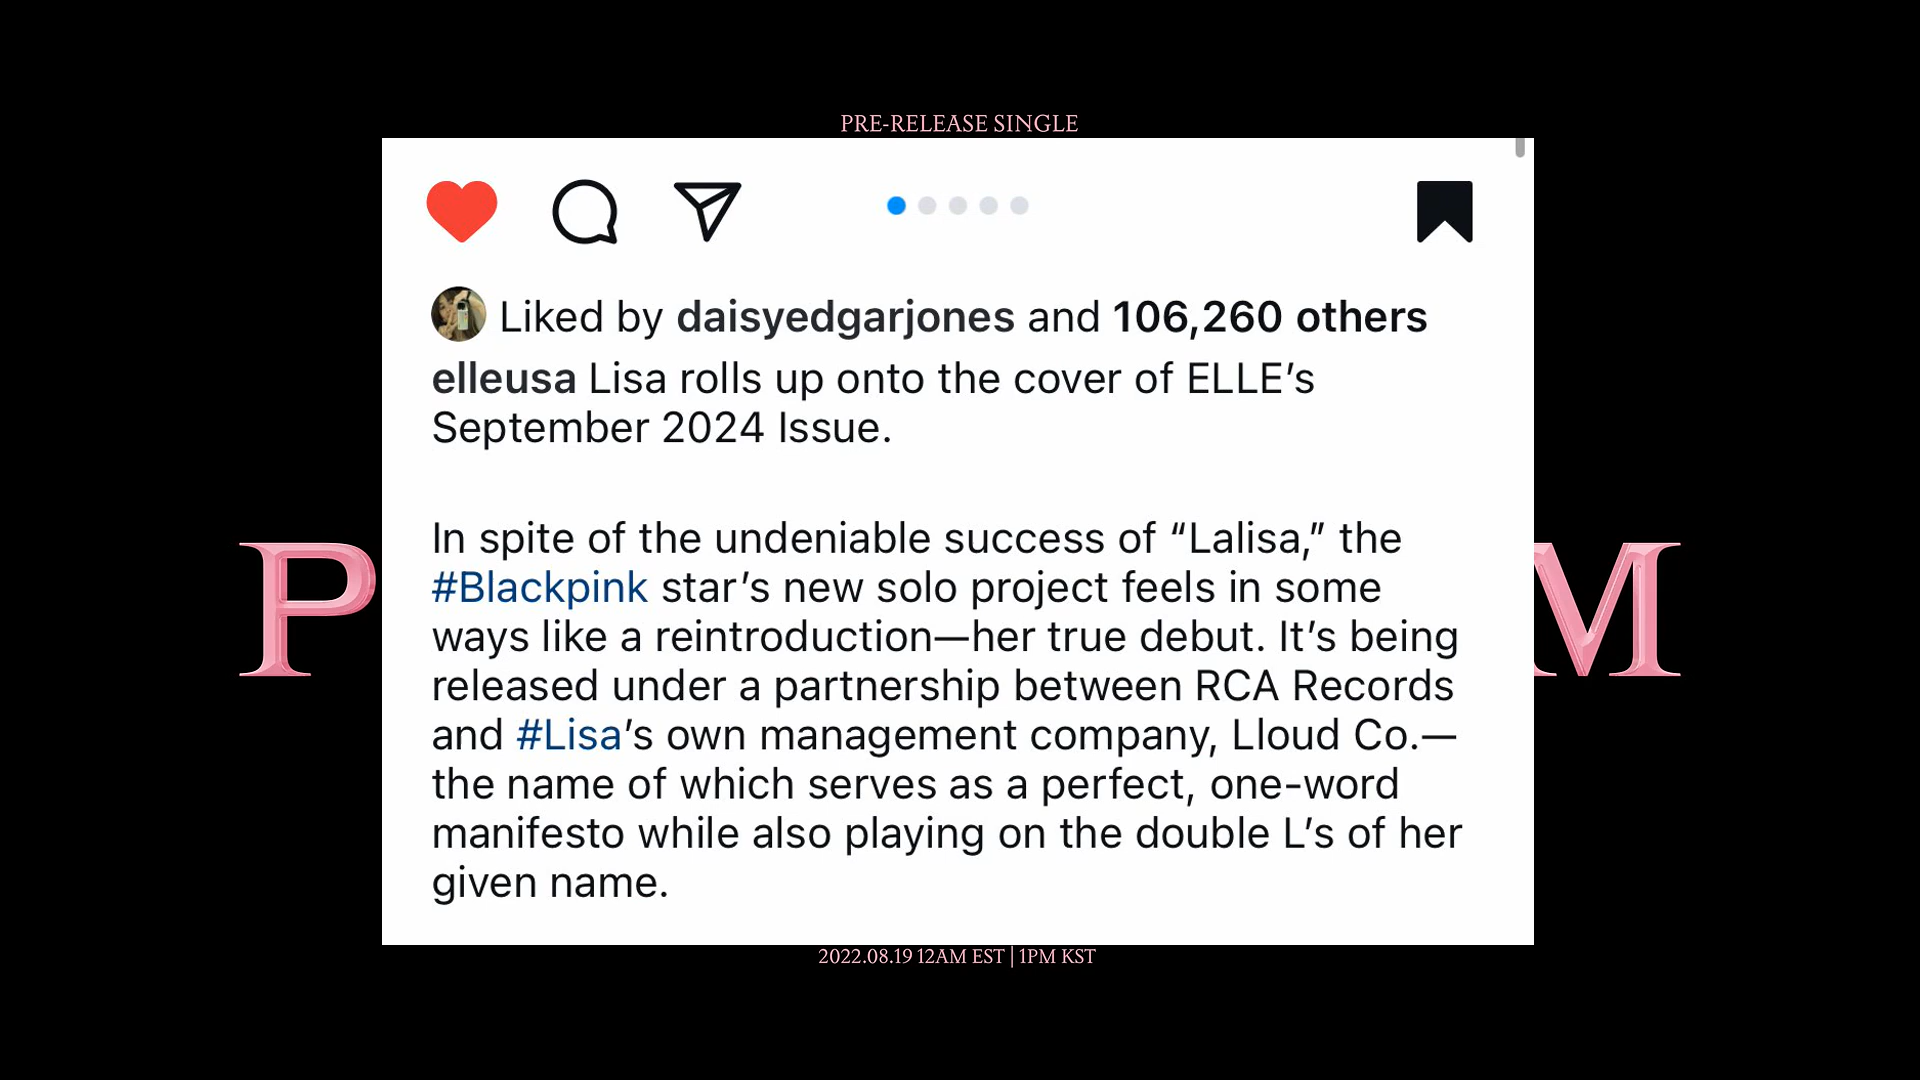 PRE-RELEASE SINGLE
Liked by daisyedgarjones and 106,260 others
elleusa Lisa rolls up onto the cover of ELLE’s
September 2024 Issue.
In spite of the undeniable success of “Lalisa,” the
#Blackpink star’s new solo project feels in some
ways like a reintroduction—her true debut. It’s being
released under a partnership between RCA Records
and #Lisa’s own management company, Lloud Co.—
the name of which serves as a perfect, one-word
manifesto while also playing on the double L’s of her
given name.
P M
2022.08.19 12AM EST | 1PM KST